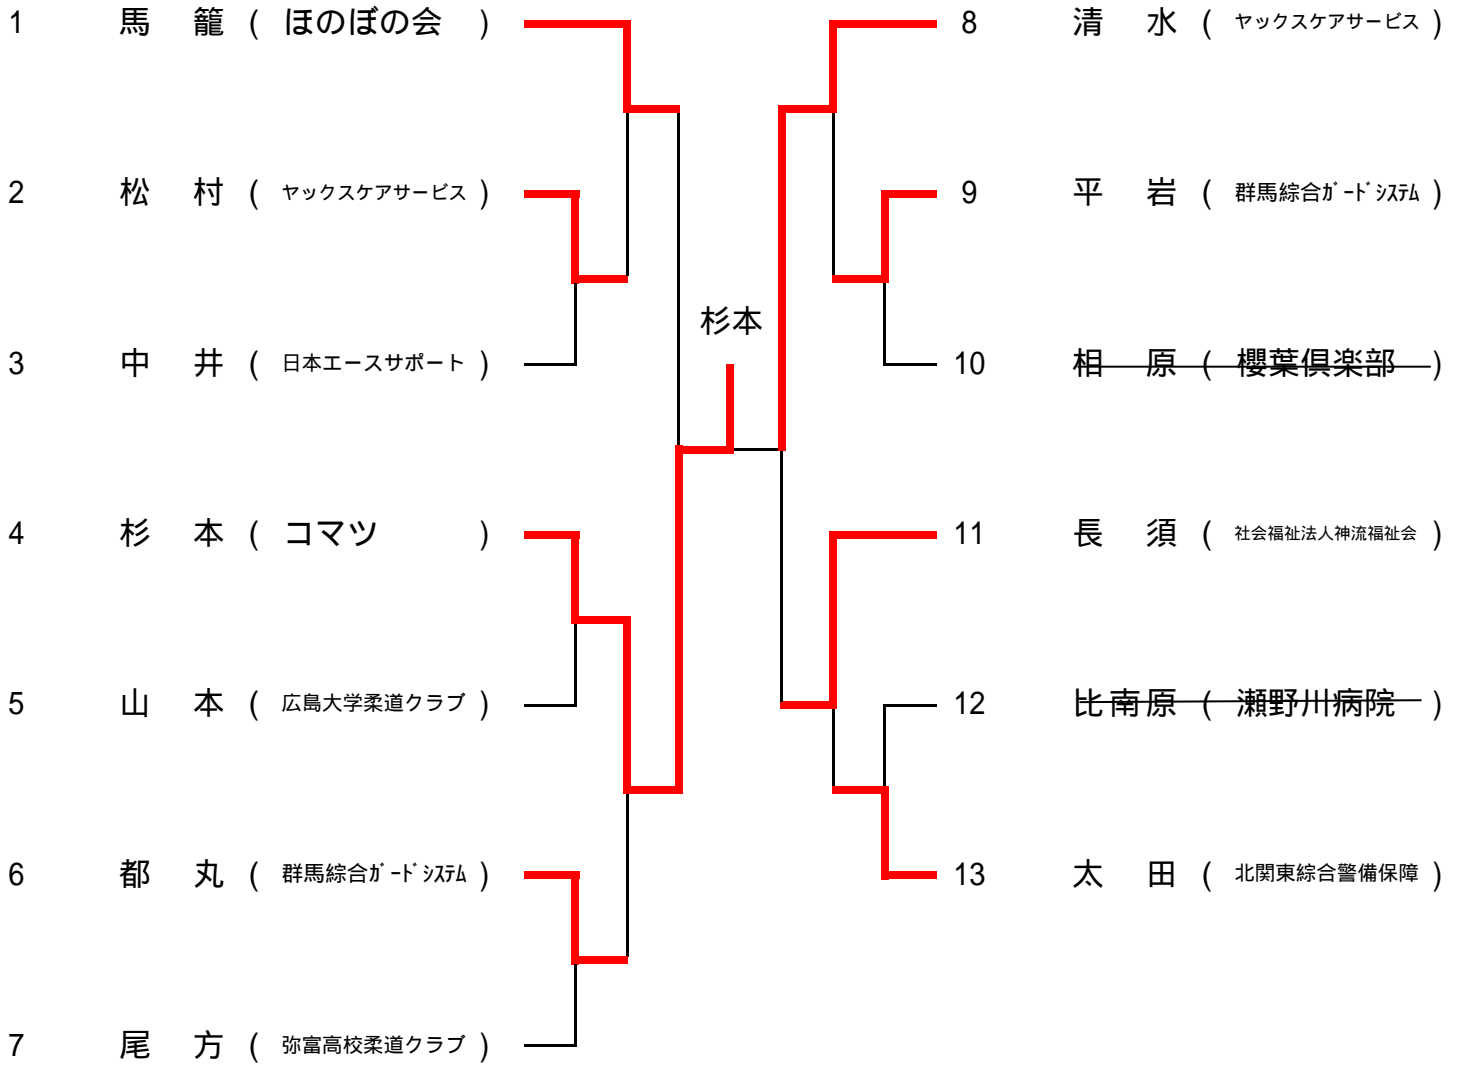 1 馬 籠 ( ほのぼの会 )
2 松 村 ( ヤックスケアサービス )
3 中 井 ( 日本エースサポート )
4 杉 本 ( コマツ )
5 山 本 ( 広島大学柔道クラブ )
6 都 丸 ( 群馬綜合ｶﾞｰﾄﾞｼｽﾃﾑ )
7 尾 方 ( 弥富高校柔道クラブ )
杉本
8 清 水 ( ヤックスケアサービス )
9 平 岩 ( 群馬綜合ｶﾞｰﾄﾞｼｽﾃﾑ )
10 相 原 ( 櫻葉倶楽部 )
11 長 須 ( 社会福祉法人神流福祉会 )
12 比南原 ( 瀬野川病院 )
13 太 田 ( 北関東綜合警備保障 )